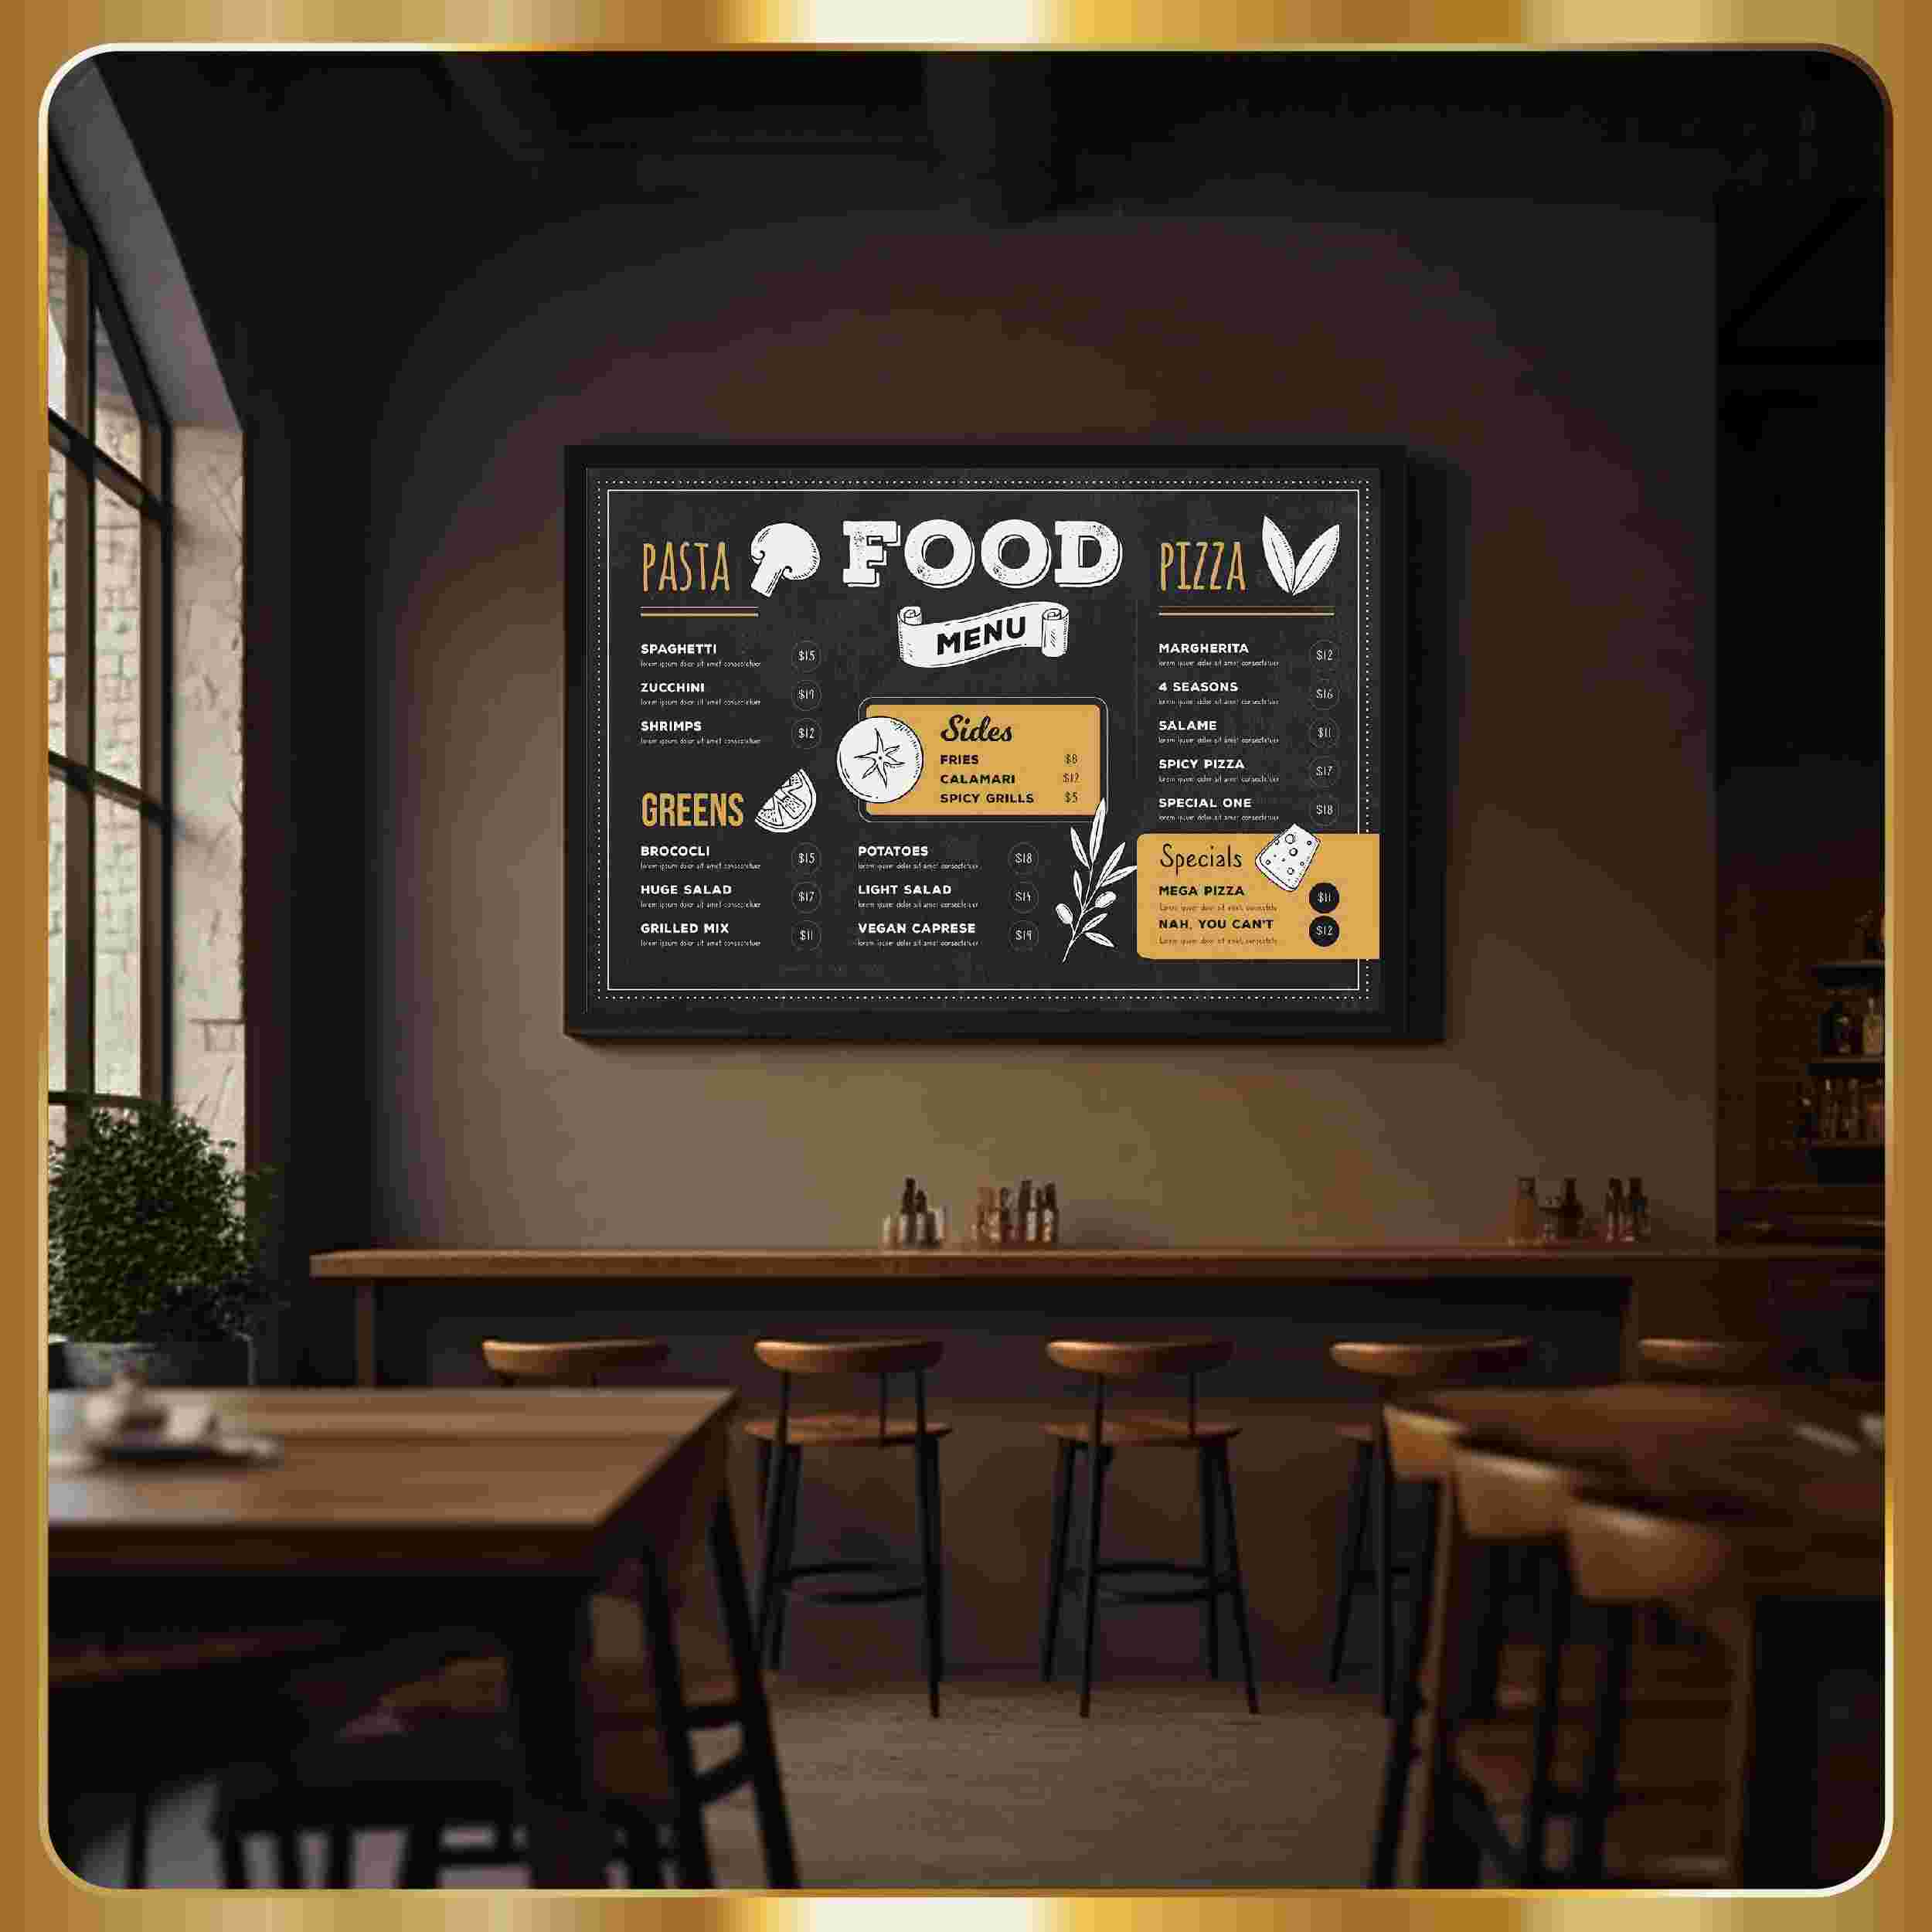 FOOD
MENU
PASTA
SPAGHETTI $15
lorem ipsum dolor sit amet consectetuer
ZUCCHINI $19
lorem ipsum dolor sit amet consectetuer
SHRIMPS $12
lorem ipsum dolor sit amet consectetuer
GREENS
BROCOCLI $15
lorem ipsum dolor sit amet consectetuer
HUGE SALAD $17
lorem ipsum dolor sit amet consectetuer
GRILLED MIX $11
lorem ipsum dolor sit amet consectetuer
Sides
FRIES $8
CALAMARI $12
SPICY GRILLS $5
POTATOES $18
lorem ipsum dolor sit amet consectetuer
LIGHT SALAD
lorem ipsum dolor sit amet consectetuer
VEGAN CAPRESE $19
lorem ipsum dolor sit amet consectetuer
PIZZA
MARGHERITA $12
lorem ipsum dolor sit amet consectetuer
4 SEASONS $16
lorem ipsum dolor sit amet consectetuer
SALAME $11
lorem ipsum dolor sit amet consectetuer
SPICY PIZZA $17
lorem ipsum dolor sit amet consectetuer
SPECIAL ONE $18
lorem ipsum dolor sit amet consectetuer
Specials
MEGA PIZZA $11
lorem ipsum dolor sit amet,
NAH, YOU CAN'T $12
lorem ipsum dolor sit amet,